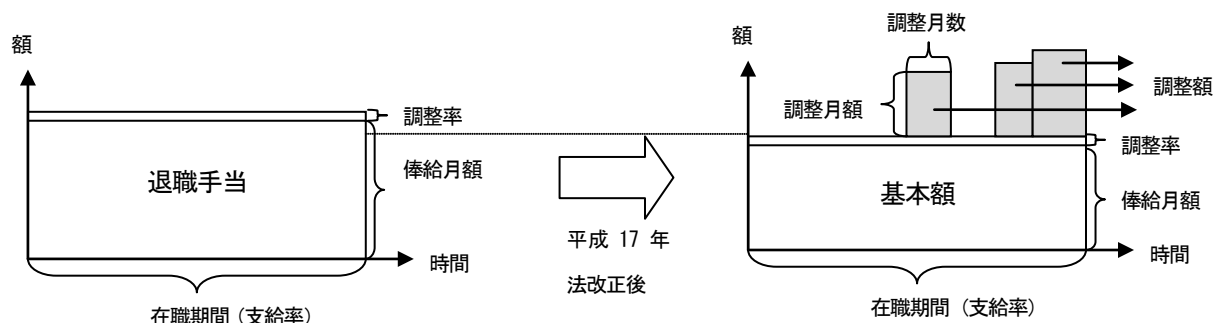 額
調整率
退職手当
俸給月額
時間
在職期間（支給率）
平成 17 年
法改正後
額
調整月数
調整月額
調整額
調整率
基本額
俸給月額
時間
在職期間（支給率）